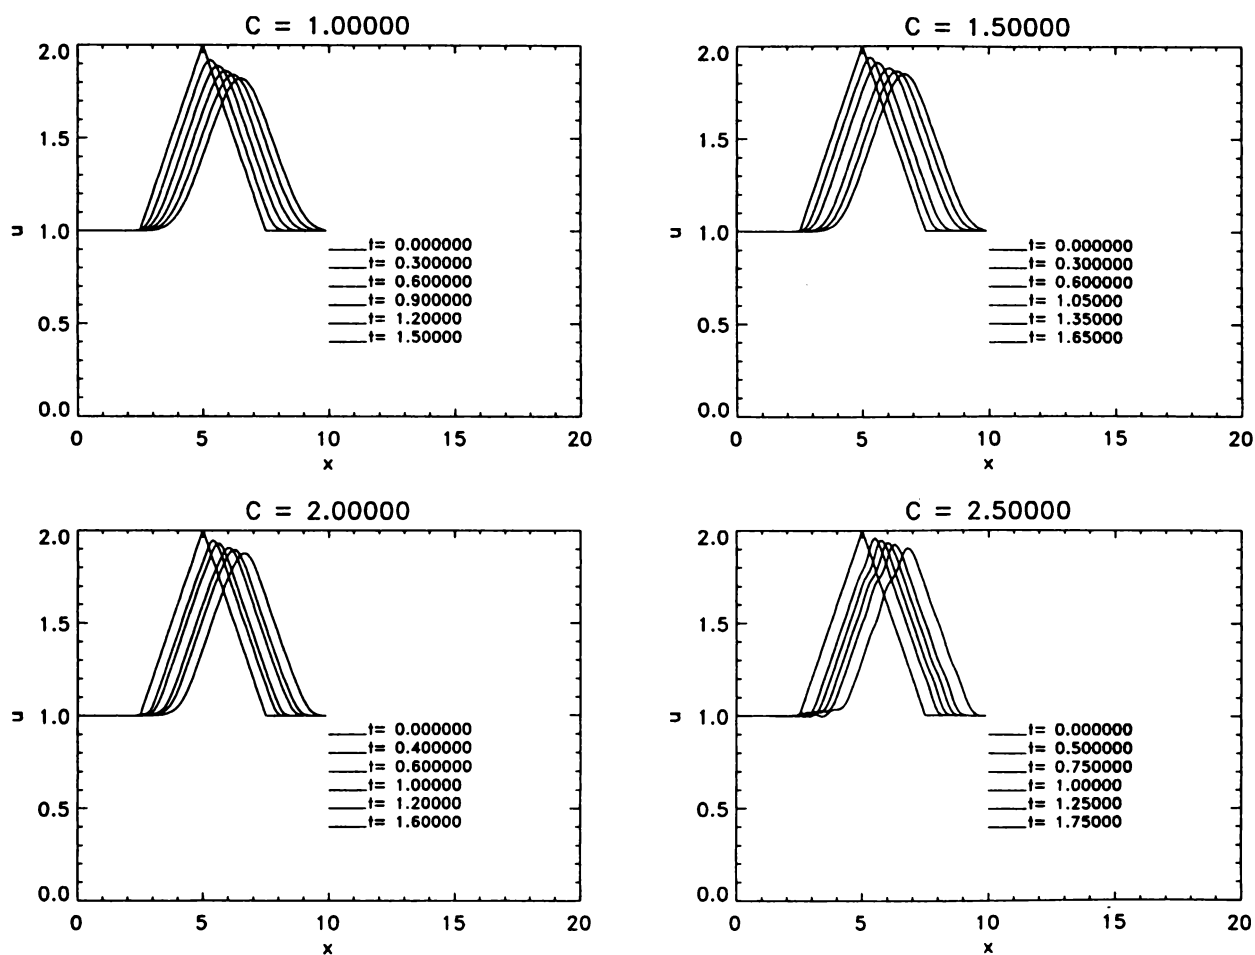 C = 1.00000
2.0
1.5
1.0
0.5
0.0
u
t= 0.000000
t= 0.300000
t= 0.600000
t= 0.900000
t= 1.20000
t= 1.50000
0 5 10 15 20
x
C = 1.50000
2.0
1.5
1.0
0.5
0.0
u
t= 0.000000
t= 0.300000
t= 0.600000
t= 1.05000
t= 1.35000
t= 1.65000
0 5 10 15 20
x
C = 2.00000
2.0
1.5
1.0
0.5
0.0
u
t= 0.000000
t= 0.400000
t= 0.600000
t= 1.00000
t= 1.20000
t= 1.60000
0 5 10 15 20
x
C = 2.50000
2.0
1.5
1.0
0.5
0.0
u
t= 0.000000
t= 0.500000
t= 0.750000
t= 1.00000
t= 1.25000
t= 1.75000
0 5 10 15 20
x